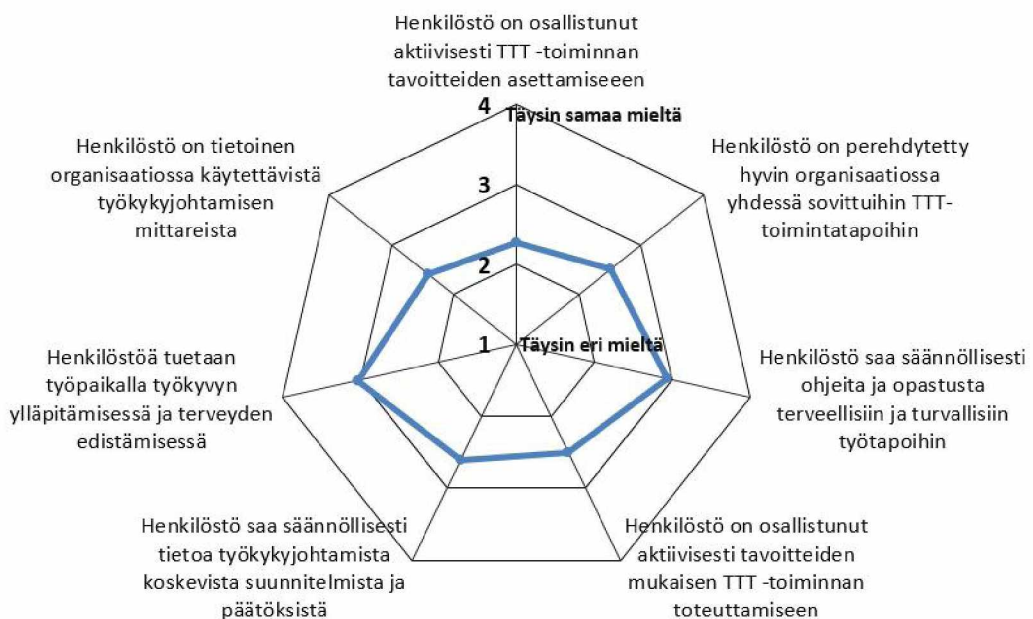 Henkilöstö on osallistunut
aktiivisesti TTT -toiminnan
tavoitteiden asettamiseeen
4
Täysin samaa mieltä
Henkilöstö on tietoinen
organisaatiossa käytettävistä
työkykyjohtamisen
mittareista
3
Henkilöstö on perehdytetty
hyvin organisaatiossa
yhdessä sovittuihin TTT-
toimintatapoihin
2
1
Täysin eri mieltä
Henkilöstöä tuetaan
työpaikalla työkyvyn
ylläpitämisessä ja terveyden
edistämisessä
Henkilöstö saa säännöllisesti
ohjeita ja opastusta
terveellisiin ja turvallisiin
työtapoihin
Henkilöstö saa säännöllisesti
tietoa työkykyjohtamista
koskevista suunnitelmista ja
päätöksistä
Henkilöstö on osallistunut
aktiivisesti tavoitteiden
mukaisen TTT -toiminnan
toteuttamiseen